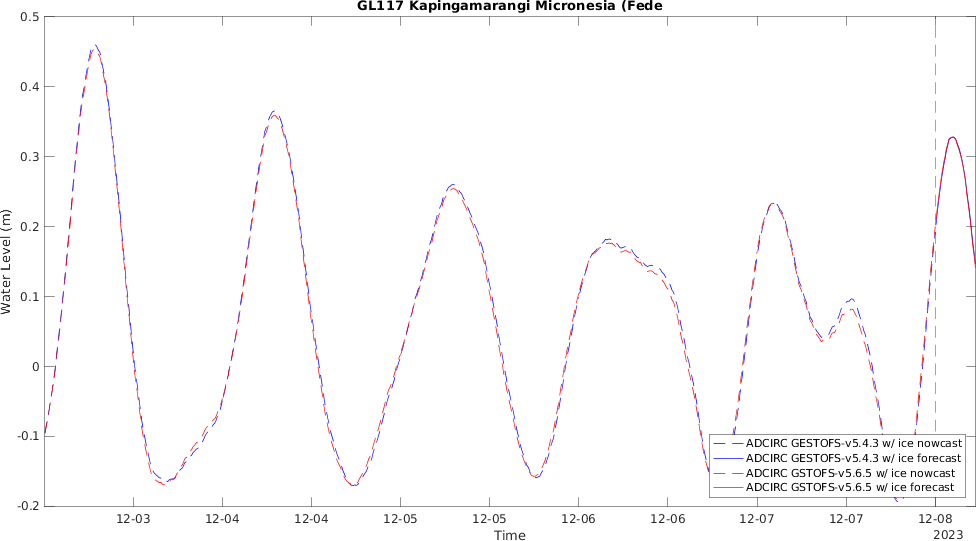 GL117 Kapingamarangi Micronesia (Fede
0.5
0.4
0.3
0.2
0.1
0
-0.1
-0.2
Water Level (m)
12-03
12-04
12-04
12-05
12-05
12-06
12-06
12-07
12-07
12-08
2023
Time
ADCIRC GESTOFS-v5.4.3 w/ ice nowcast
ADCIRC GESTOFS-v5.4.3 w/ ice forecast
ADCIRC GSTOFS-v5.6.5 w/ ice nowcast
ADCIRC GSTOFS-v5.6.5 w/ ice forecast